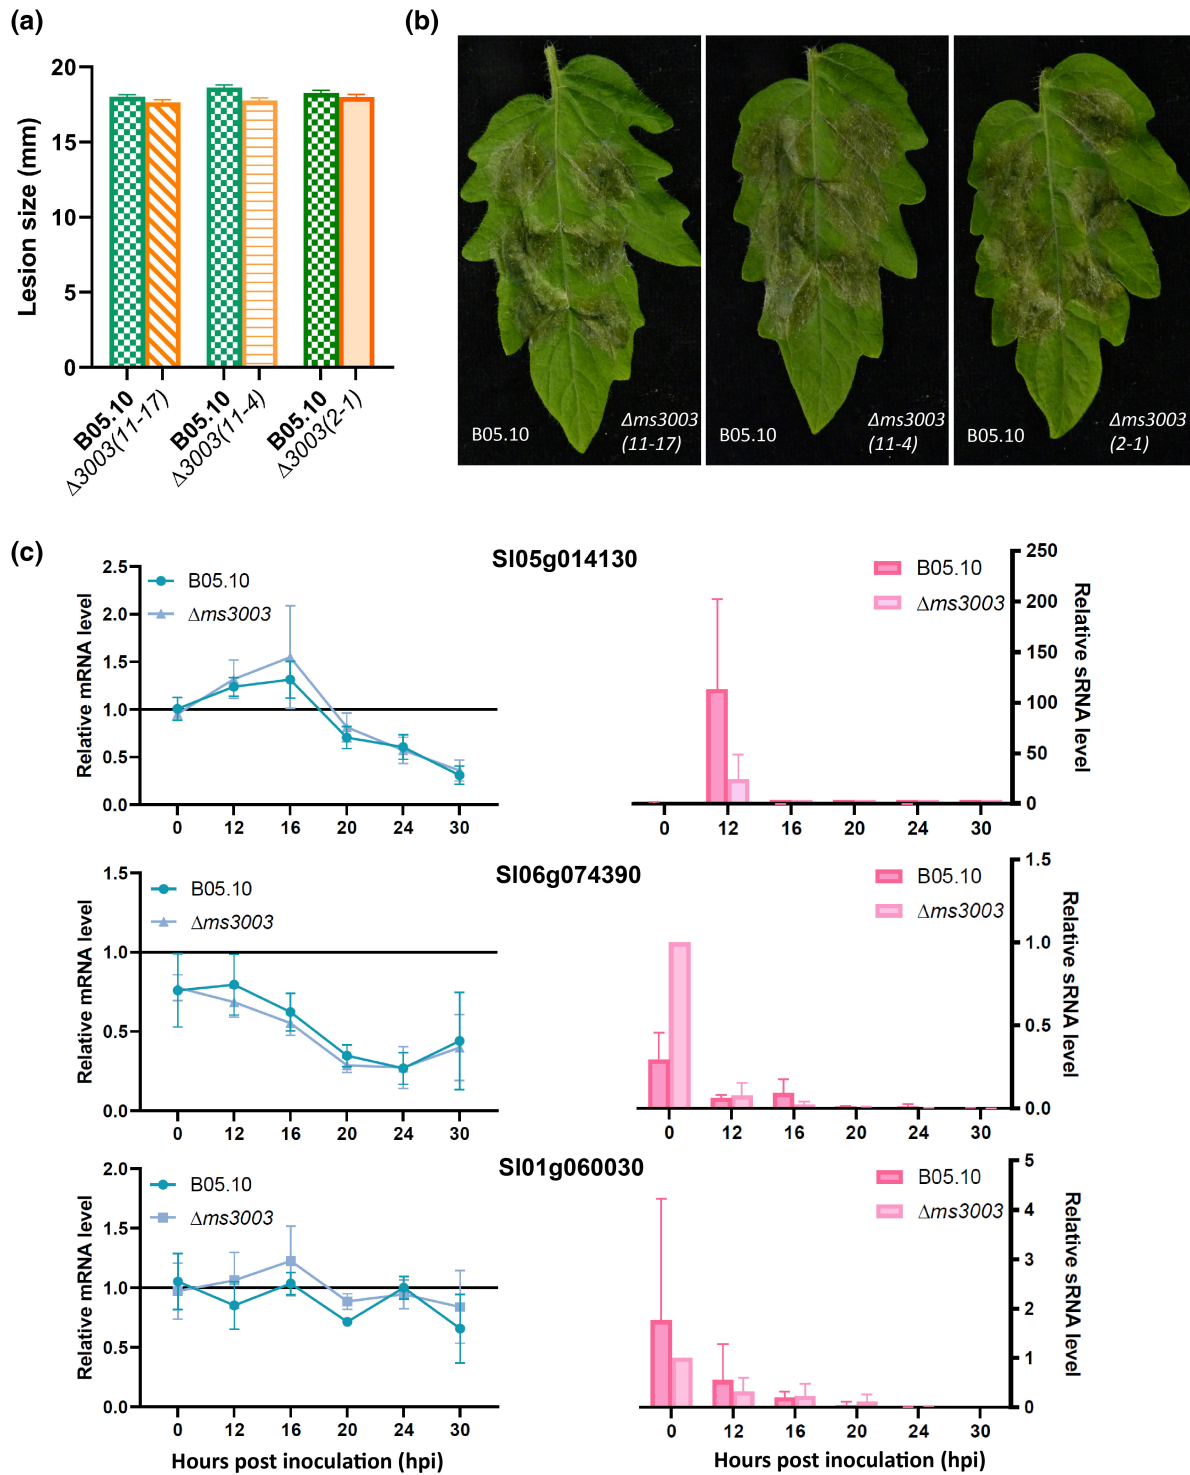 (a)
20
15
10
5
0
Lesion size (mm)
B05.10
Δ3003(11-17)
B05.10
Δ3003(11-4)
B05.10
Δ3003(2-1)
(b)
B05.10
Δms3003
(11-17)
B05.10
Δms3003
(11-4)
B05.10
Δms3003
(2-1)
(c)
Sl05g014130
B05.10
Δms3003
Relative mRNA level
2.5
2.0
1.5
1.0
0.5
0.0
0 12 16 20 24 30
B05.10
Δms3003
Relative sRNA level
250
200
150
100
50
0
0 12 16 20 24 30
Sl06g074390
B05.10
Δms3003
Relative mRNA level
1.5
1.0
0.5
0.0
0 12 16 20 24 30
B05.10
Δms3003
Relative sRNA level
1.5
1.0
0.5
0.0
0 12 16 20 24 30
Sl01g060030
B05.10
Δms3003
Relative mRNA level
2.0
1.5
1.0
0.5
0.0
0 12 16 20 24 30
Hours post inoculation (hpi)
B05.10
Δms3003
Relative sRNA level
5
4
3
2
1
0
0 12 16 20 24 30
Hours post inoculation (hpi)